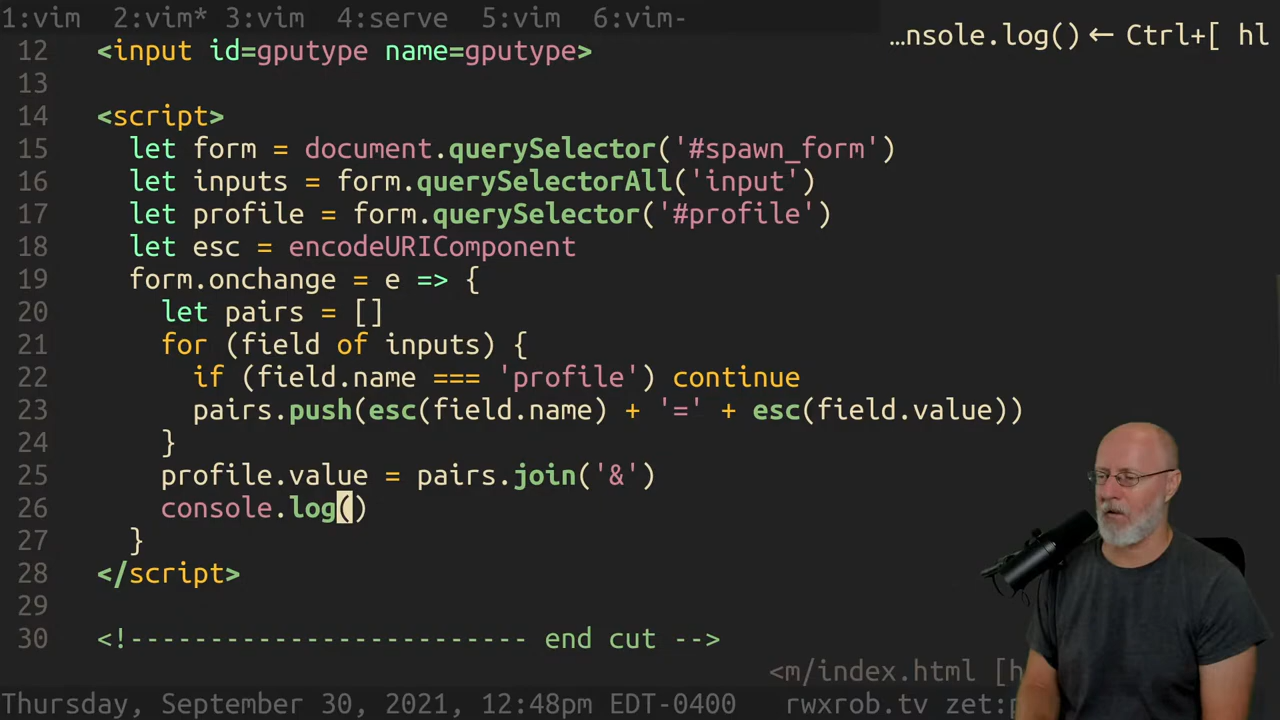 1:vim 2:vim* 3:vim 4:serve 5:vim 6:vim-
…nsole.log()← Ctrl+[ hl
12 <input id=gputype name=gputype>
13
14 <script>
15 let form = document.querySelector('#spawn_form')
16 let inputs = form.querySelectorAll('input')
17 let profile = form.querySelector('#profile')
18 let esc = encodeURIComponent
19 form.onchange = e => {
20 let pairs = []
21 for (field of inputs) {
22 if (field.name === 'profile') continue
23 pairs.push(esc(field.name) + '=' + esc(field.value))
24 }
25 profile.value = pairs.join('&')
26 console.log()
27 }
28 </script>
29
30 <!------------------------- end cut -->
<m/index.html [h
Thursday, September 30, 2021, 12:48pm EDT-0400 rwxrob.tv